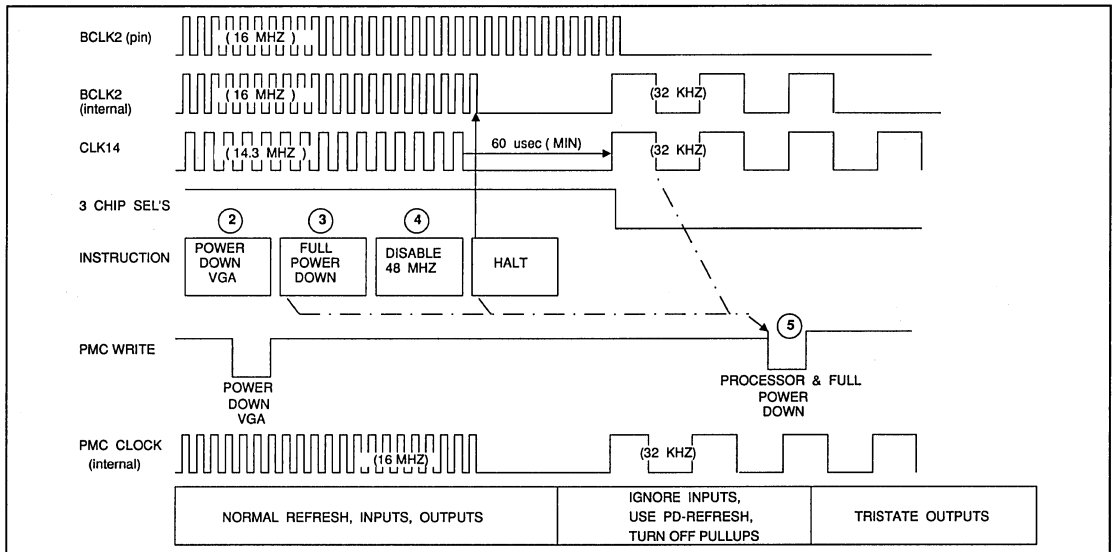 BCLK2 (pin)
( 16 MHZ )
BCLK2
(internal)
( 16 MHZ )
(32 KHZ)
CLK14
( 14.3 MHZ )
60 usec ( MIN)
(32 KHZ)
3 CHIP SEL'S
2
3
4
INSTRUCTION
POWER
DOWN
VGA
FULL
POWER
DOWN
DISABLE
48 MHZ
HALT
5
PMC WRITE
POWER
DOWN
VGA
PROCESSOR & FULL
POWER
DOWN
PMC CLOCK
(internal)
(16 MHZ)
(32 KHZ)
NORMAL REFRESH, INPUTS, OUTPUTS
IGNORE INPUTS,
USE PD-REFRESH,
TURN OFF PULLUPS
TRISTATE OUTPUTS